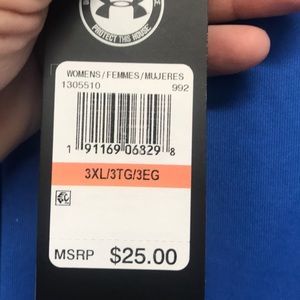 PROTECT THIS HOUSE
WOMENS/FEMMES/MUJERES
1305510 992
1 91169 06329 8
3XL/3TG/3EG
MSRP $25.00